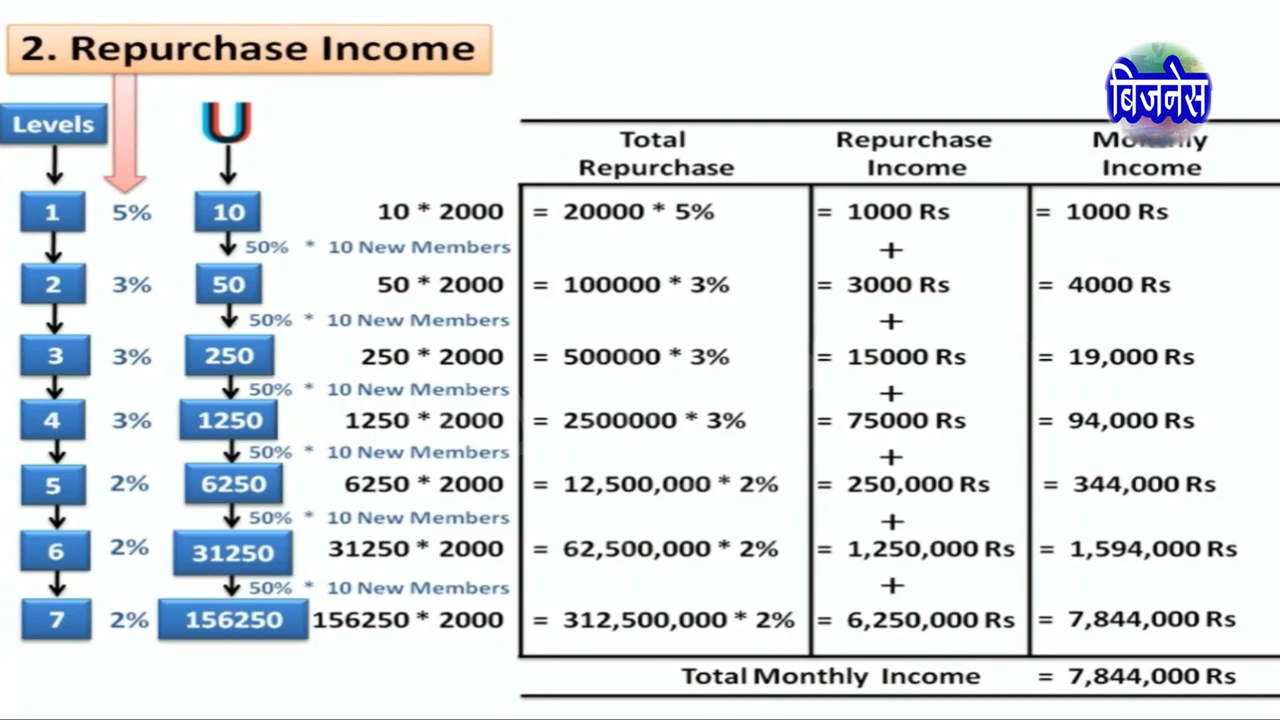 2. Repurchase Income
बिजनेस
Levels
U
Total Repurchase
Repurchase Income
Monthly Income
1 5% 10 10 * 2000 = 20000 * 5% = 1000 Rs = 1000 Rs
50% * 10 New Members +
2 3% 50 50 * 2000 = 100000 * 3% = 3000 Rs = 4000 Rs
50% * 10 New Members +
3 3% 250 250 * 2000 = 500000 * 3% = 15000 Rs = 19,000 Rs
50% * 10 New Members +
4 3% 1250 1250 * 2000 = 2500000 * 3% = 75000 Rs = 94,000 Rs
50% * 10 New Members +
5 2% 6250 6250 * 2000 = 12,500,000 * 2% = 250,000 Rs = 344,000 Rs
50% * 10 New Members +
6 2% 31250 31250 * 2000 = 62,500,000 * 2% = 1,250,000 Rs = 1,594,000 Rs
50% * 10 New Members +
7 2% 156250 156250 * 2000 = 312,500,000 * 2% = 6,250,000 Rs = 7,844,000 Rs
Total Monthly Income = 7,844,000 Rs